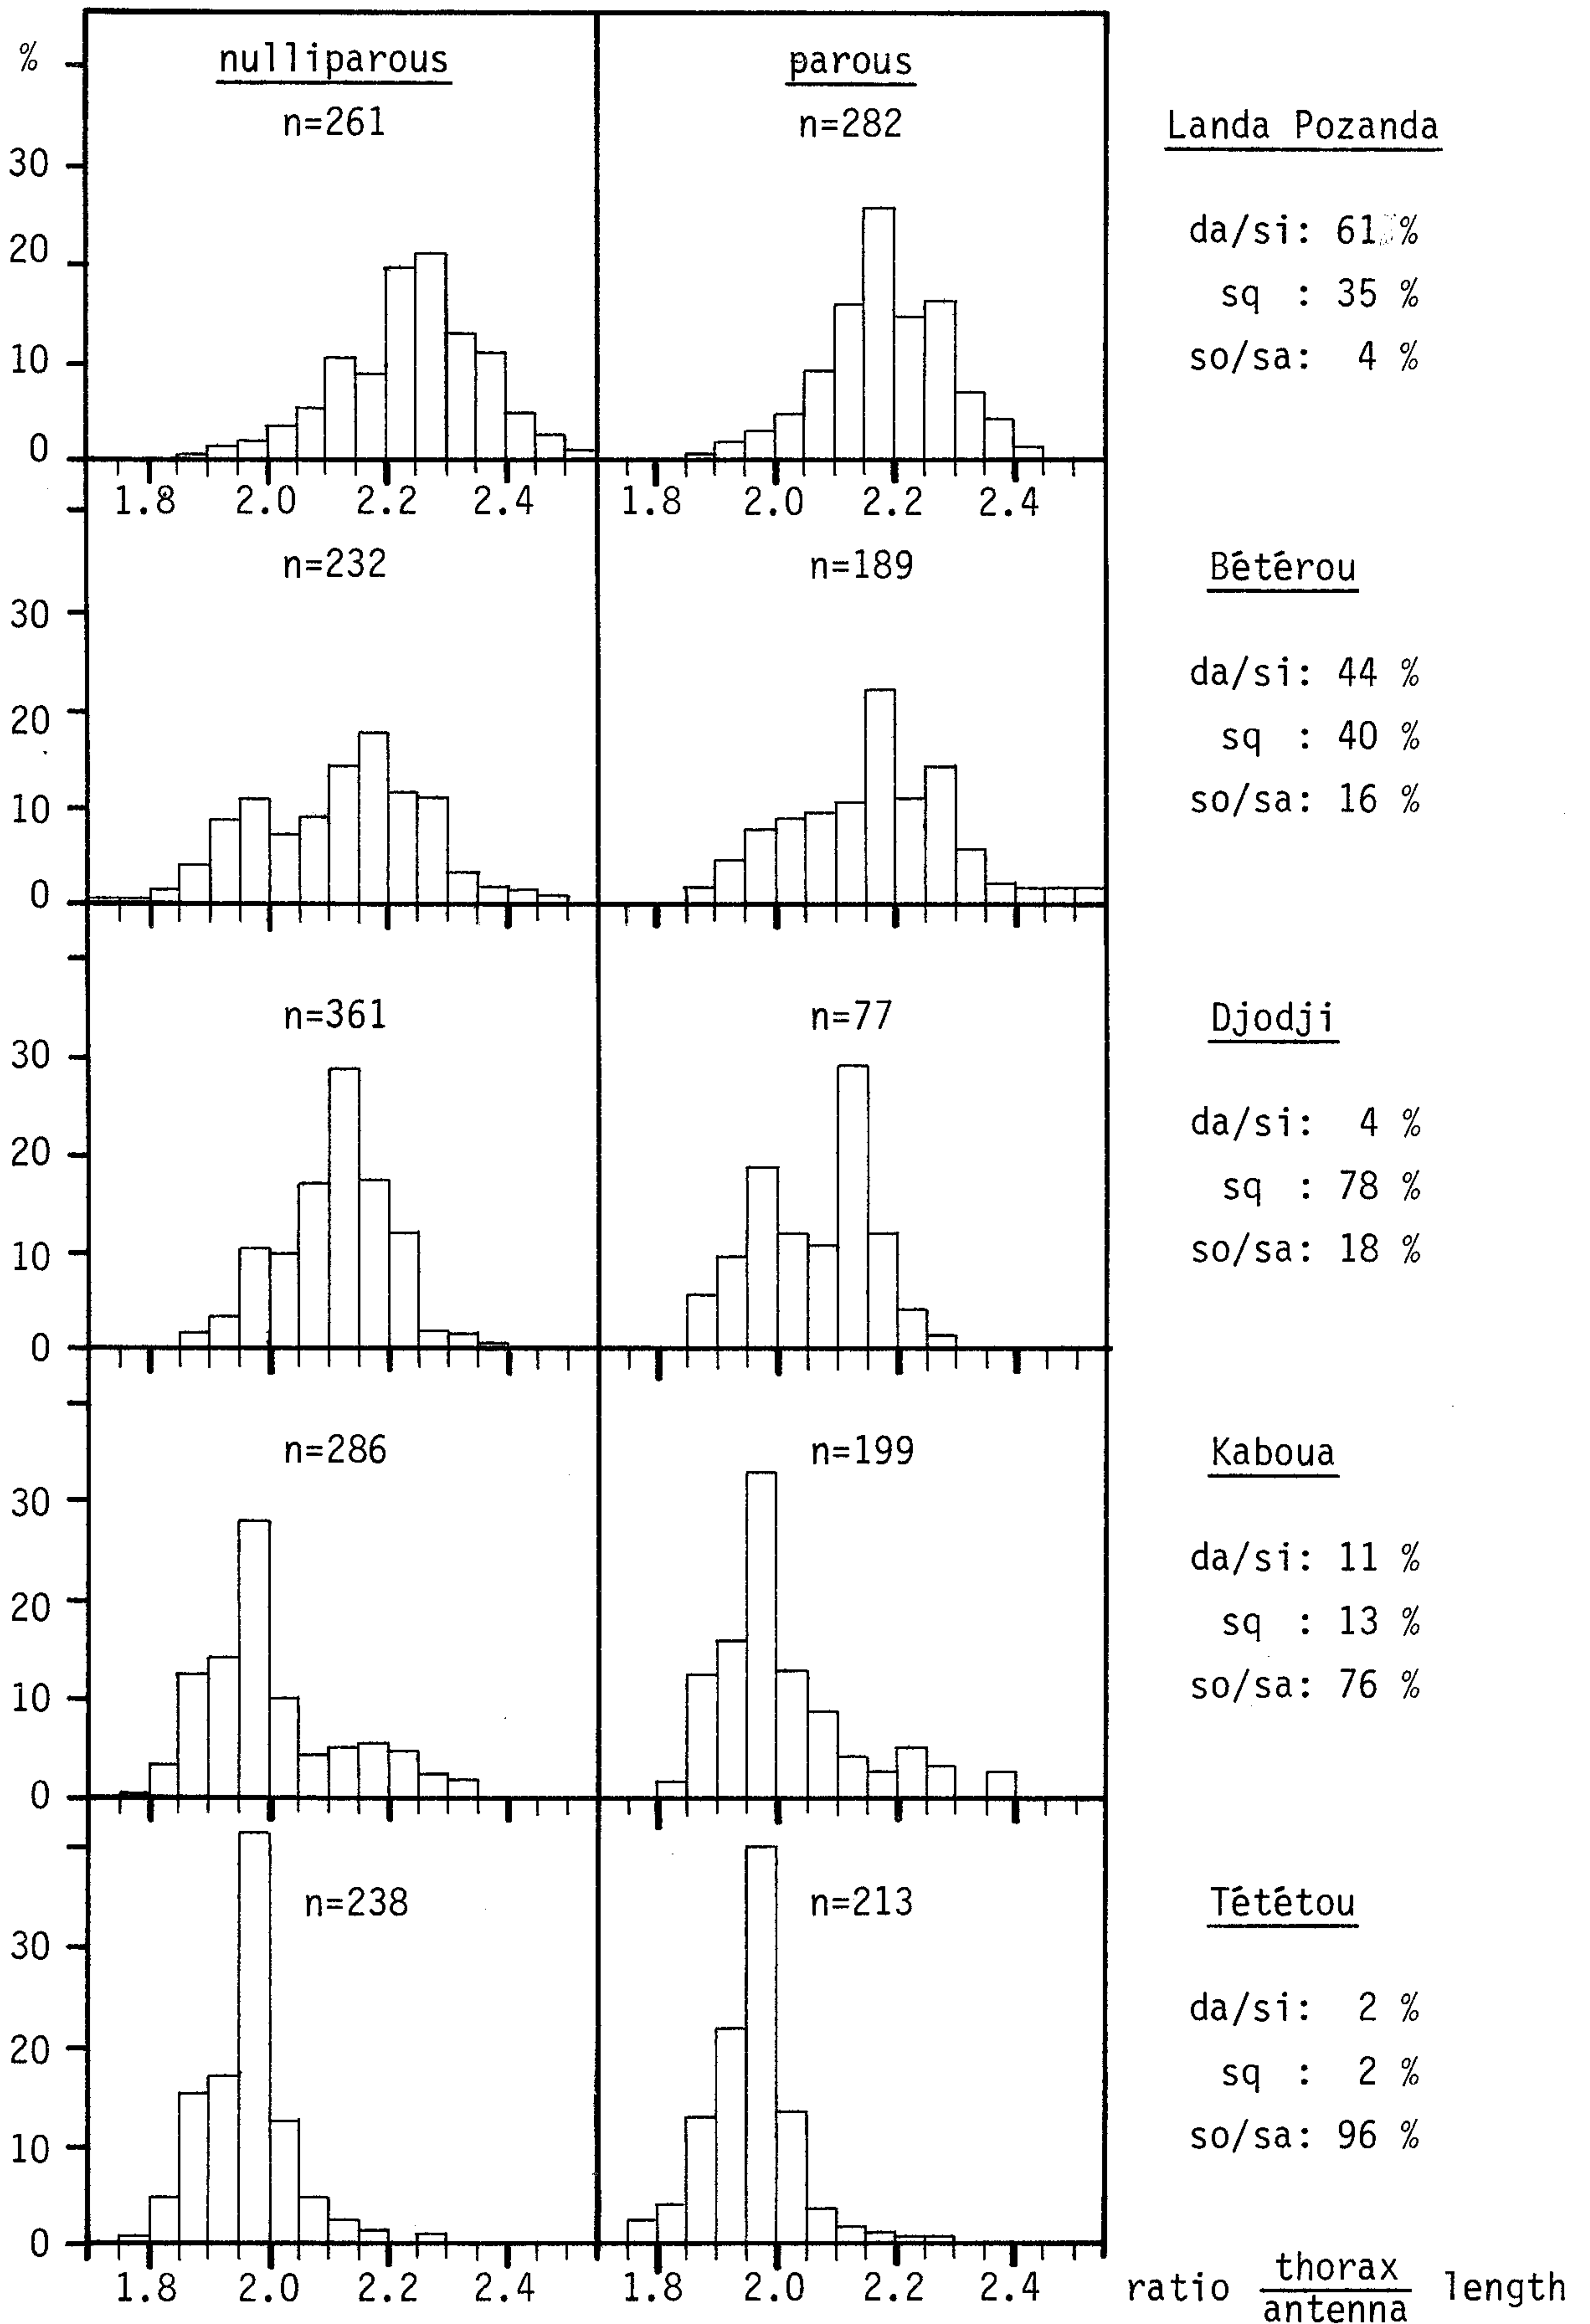 %
nulliparous
parous
n=261
n=282
Landa Pozanda
30
20
10
0
da/si: 61 %
sq : 35 %
so/sa: 4 %
1.8 2.0 2.2 2.4
1.8 2.0 2.2 2.4
n=232
n=189
Bétérou
30
20
10
0
da/si: 44 %
sq : 40 %
so/sa: 16 %
n=361
n=77
Djodji
30
20
10
0
da/si: 4 %
sq : 78 %
so/sa: 18 %
n=286
n=199
Kaboua
30
20
10
0
da/si: 11 %
sq : 13 %
so/sa: 76 %
n=238
n=213
Tététou
30
20
10
0
da/si: 2 %
sq : 2 %
so/sa: 96 %
1.8 2.0 2.2 2.4
1.8 2.0 2.2 2.4
ratio thorax length
antenna